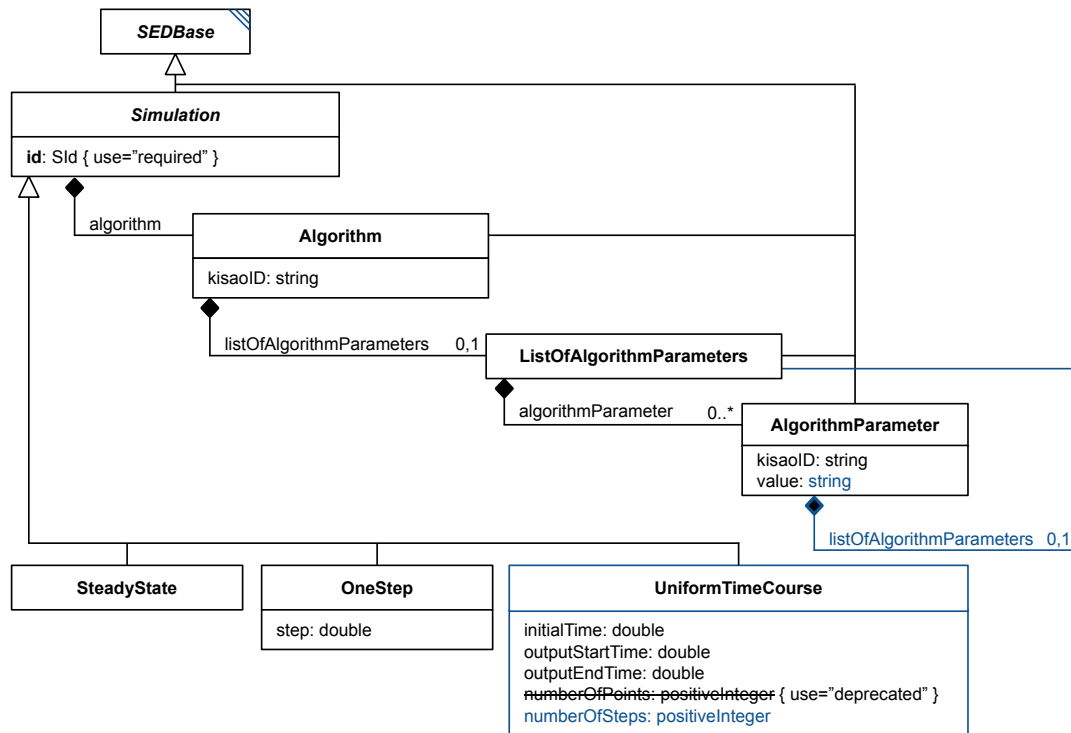 SEDBase
Simulation
id: SId { use=”required” }
algorithm
Algorithm
kisaoID: string
listOfAlgorithmParameters 0,1
ListOfAlgorithmParameters
algorithmParameter 0..*
AlgorithmParameter
kisaoID: string
value: string
listOfAlgorithmParameters 0,1
SteadyState
OneStep
step: double
UniformTimeCourse
initialTime: double
outputStartTime: double
outputEndTime: double
numberOfPoints: positiveInteger { use=”deprecated” }
numberOfSteps: positiveInteger